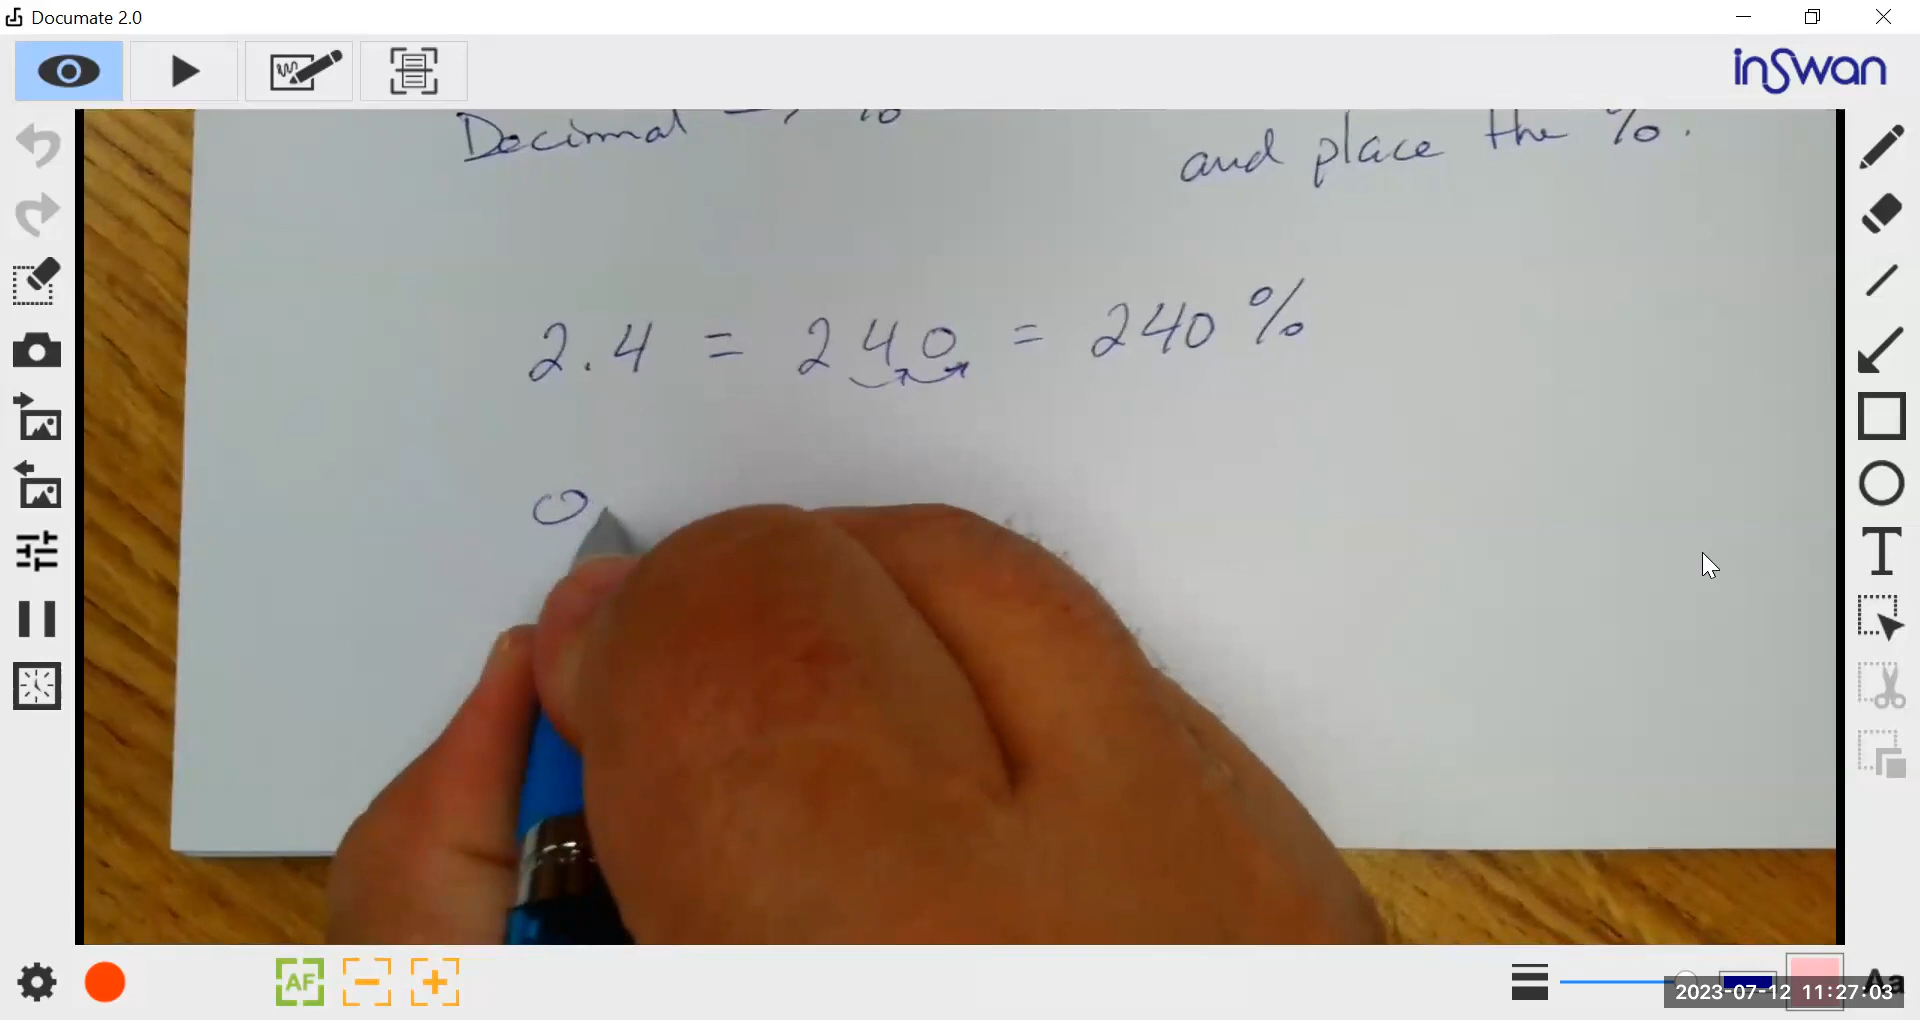 Documate 2.0
inSwan
Decimal → %
and place the %.
2.4 = 240 = 240 %
0.
AF
T
Aa
2023-07-12 11:27:03